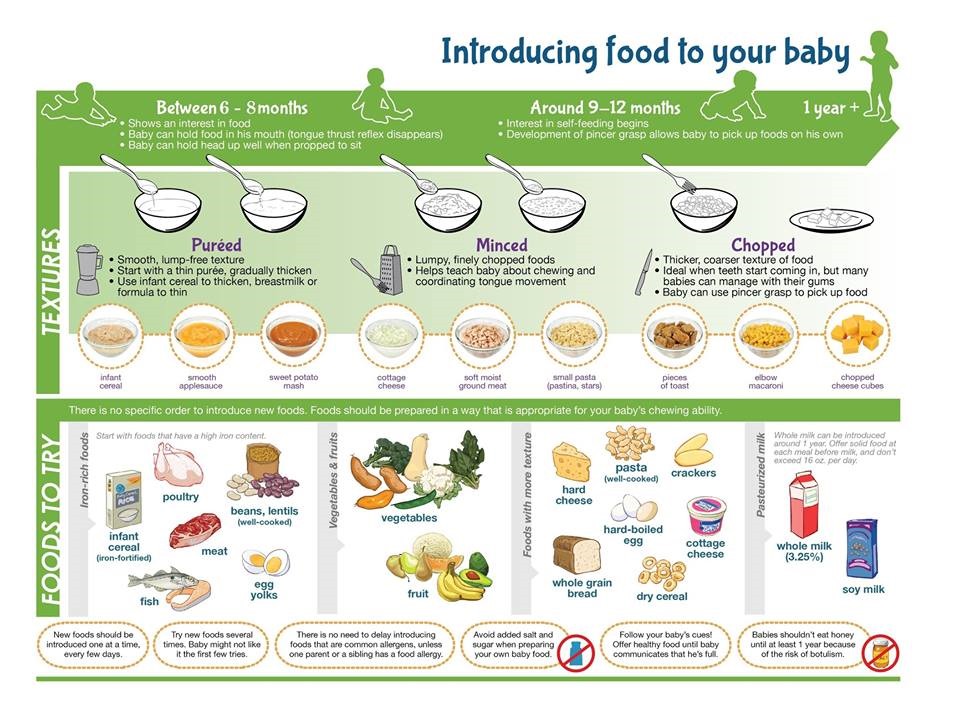 Introducing food to your baby
Between 6 - 8 months
• Shows an interest in food
• Baby can hold food in his mouth (tongue thrust reflex disappears)
• Baby can hold head up well when propped to sit
Around 9–12 months
• Interest in self-feeding begins
• Development of pincer grasp allows baby to pick up foods on his own
1 year +
TEXTURES
Puréed
• Smooth, lump-free texture
• Start with a thin purée, gradually thicken
• Use infant cereal to thicken, breastmilk or
formula to thin
Minced
• Lumpy, finely chopped foods
• Helps teach baby about chewing and
coordinating tongue movement
Chopped
• Thicker, coarser texture of food
• Ideal when teeth start coming in, but many
babies can manage with their gums
• Baby can use pincer grasp to pick up food
infant
cereal
smooth
applesauce
sweet potato
mash
cottage
cheese
soft moist
ground meat
small pasta
(pastina, stars)
pieces
of toast
elbow
macaroni
chopped
cheese cubes
There is no specific order to introduce new foods. Foods should be prepared in a way that is appropriate for your baby's chewing ability.
FOODS TO TRY
Iron-rich foods
Start with foods that have a high iron content.
poultry
beans, lentils
(well-cooked)
infant
cereal
(iron-fortified)
meat
fish
egg
yolks
Vegetables & fruits
vegetables
fruit
Foods with more texture
hard
cheese
pasta
(well-cooked)
crackers
hard-boiled
egg
cottage
cheese
whole grain
bread
dry cereal
Pasteurized milk
Whole milk can be introduced
around 1 year. Offer solid food at
each meal before milk, and don't
exceed 16 oz. per day.
whole milk
(3.25%)
soy milk
New foods should be
introduced one at a time,
every few days.
Try new foods several
times. Baby might not like
it the first few tries.
There is no need to delay introducing
foods that are common allergens, unless
one parent or a sibling has a food allergy.
Avoid added salt and
sugar when preparing
your own baby food.
Follow your baby's cues!
Offer healthy food until baby
communicates that he's full.
Babies shouldn't eat honey
until at least 1 year because
of the risk of botulism.